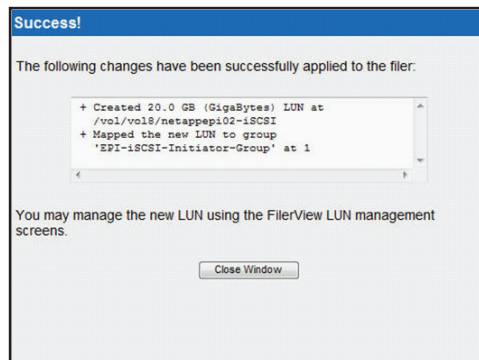 Success!
The following changes have been successfully applied to the filer:
+ Created 20.0 GB (GigaBytes) LUN at
/vol/vol8/netappepi02-iSCSI
+ Mapped the new LUN to group
'EPI-iSCSI-Initiator-Group' at 1
You may manage the new LUN using the FilerView LUN management
screens.
Close Window